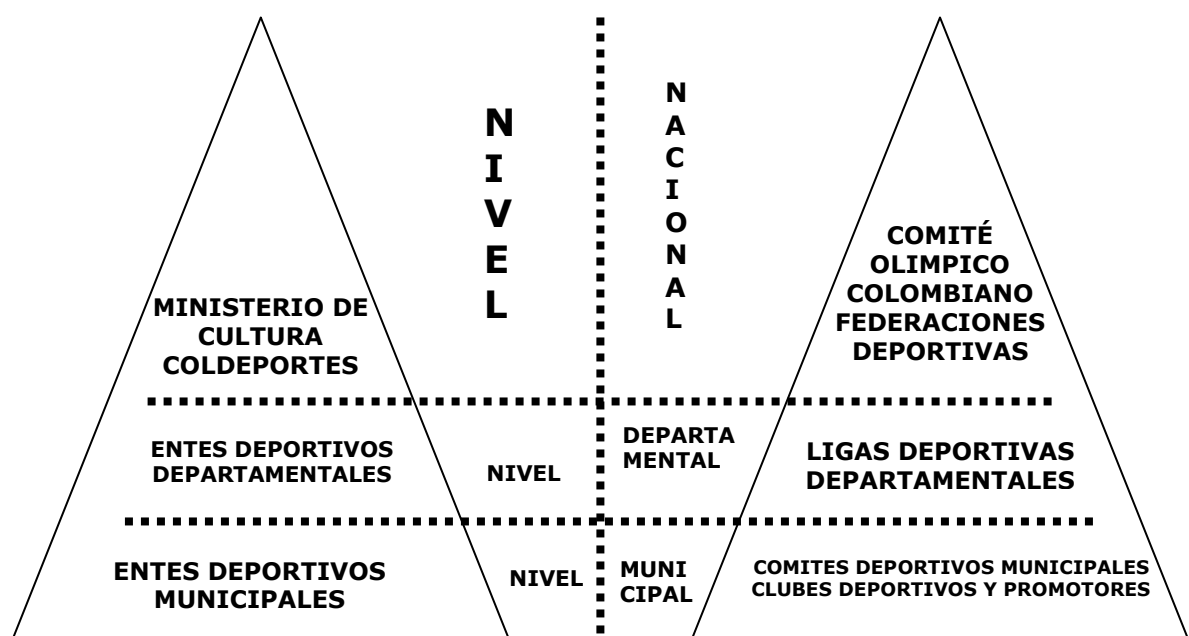 NIVEL
NACIONAL
MINISTERIO DE
CULTURA
COLDEPORTES
COMITÉ
OLIMPICO
COLOMBIANO
FEDERACIONES
DEPORTIVAS
ENTES DEPORTIVOS
DEPARTAMENTALES
NIVEL
DEPARTA
MENTAL
LIGAS DEPORTIVAS
DEPARTAMENTALES
ENTES DEPORTIVOS
MUNICIPALES
NIVEL
MUNI
CIPAL
COMITES DEPORTIVOS MUNICIPALES
CLUBES DEPORTIVOS Y PROMOTORES